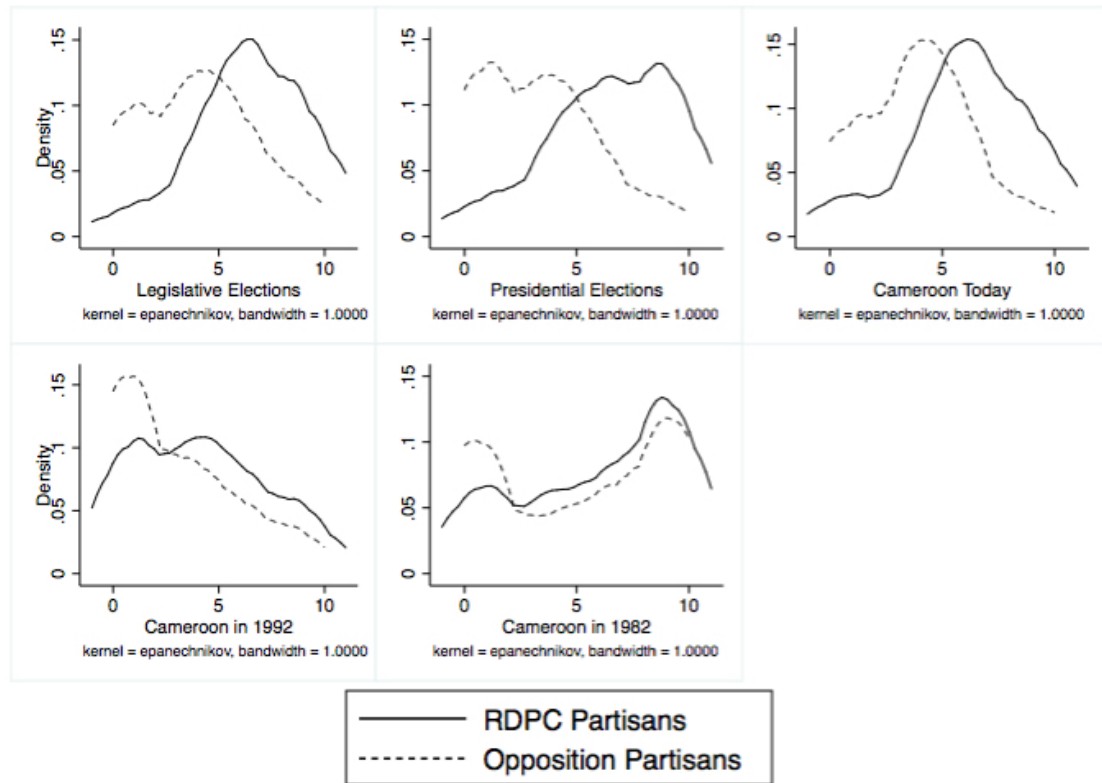 .15
.1
.05
0
Density
0 5 10
Legislative Elections
kernel = epanechnikov, bandwidth = 1.0000
.15
.1
.05
0
0 5 10
Presidential Elections
kernel = epanechnikov, bandwidth = 1.0000
.15
.1
.05
0
0 5 10
Cameroon Today
kernel = epanechnikov, bandwidth = 1.0000
.15
.1
.05
0
Density
0 5 10
Cameroon in 1992
kernel = epanechnikov, bandwidth = 1.0000
.15
.1
.05
0
0 5 10
Cameroon in 1982
kernel = epanechnikov, bandwidth = 1.0000
RDPC Partisans
Opposition Partisans